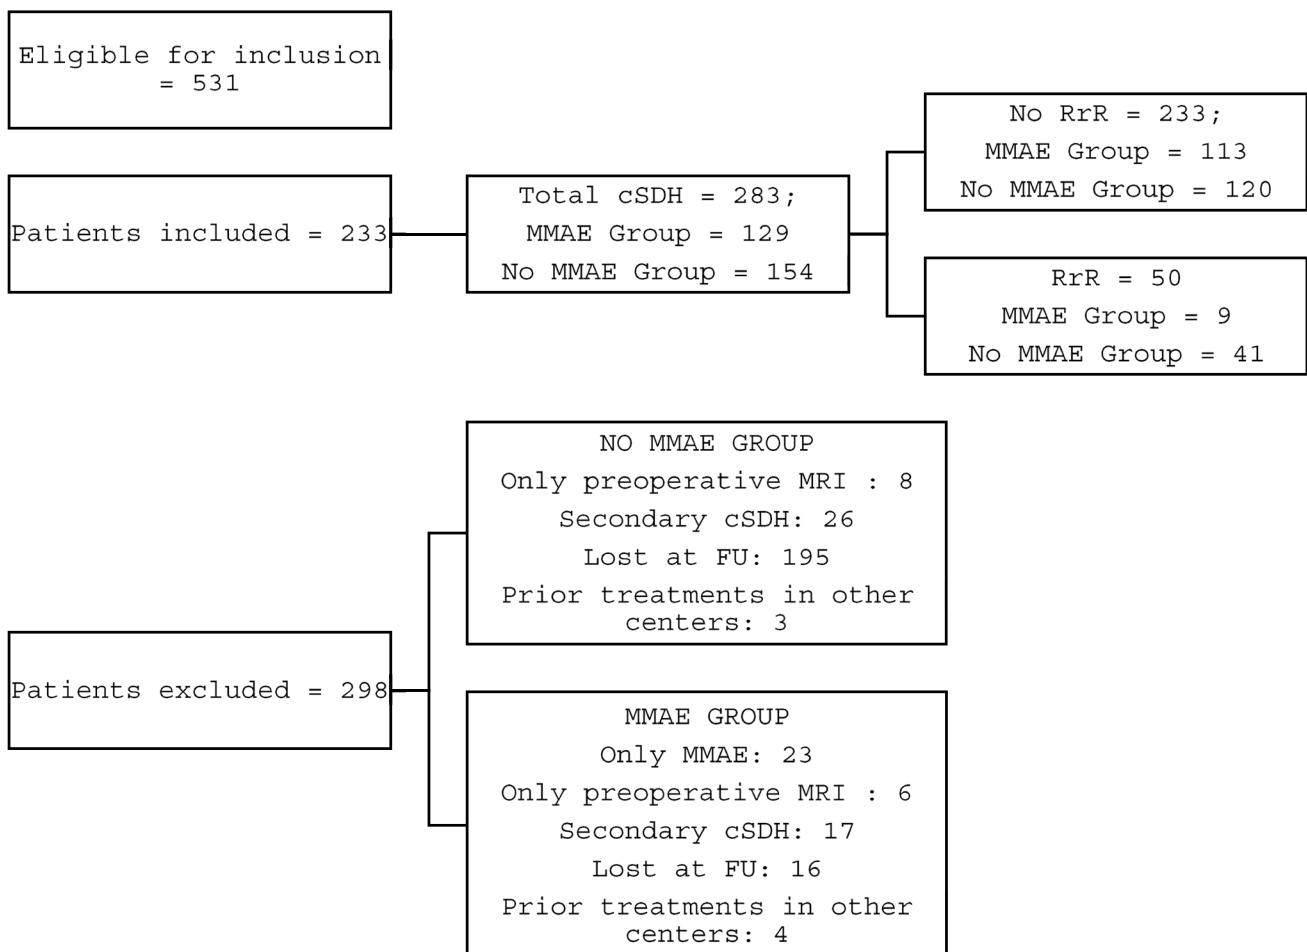 Eligible for inclusion
= 531
Patients included = 233
Total cSDH = 283;
MMAE Group = 129
No MMAE Group = 154
No RrR = 233;
MMAE Group = 113
No MMAE Group = 120
RrR = 50
MMAE Group = 9
No MMAE Group = 41
Patients excluded = 298
NO MMAE GROUP
Only preoperative MRI : 8
Secondary cSDH: 26
Lost at FU: 195
Prior treatments in other
centers: 3
MMAE GROUP
Only MMAE: 23
Only preoperative MRI : 6
Secondary cSDH: 17
Lost at FU: 16
Prior treatments in other
centers: 4